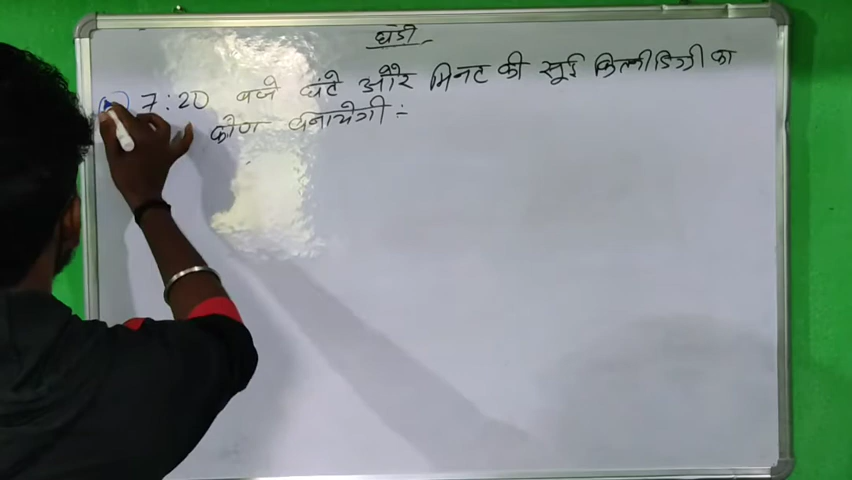 घड़ी
7:20 बजे घंटे और मिनट की सूई कितनी डिग्री का
कोण बनायेगी :-